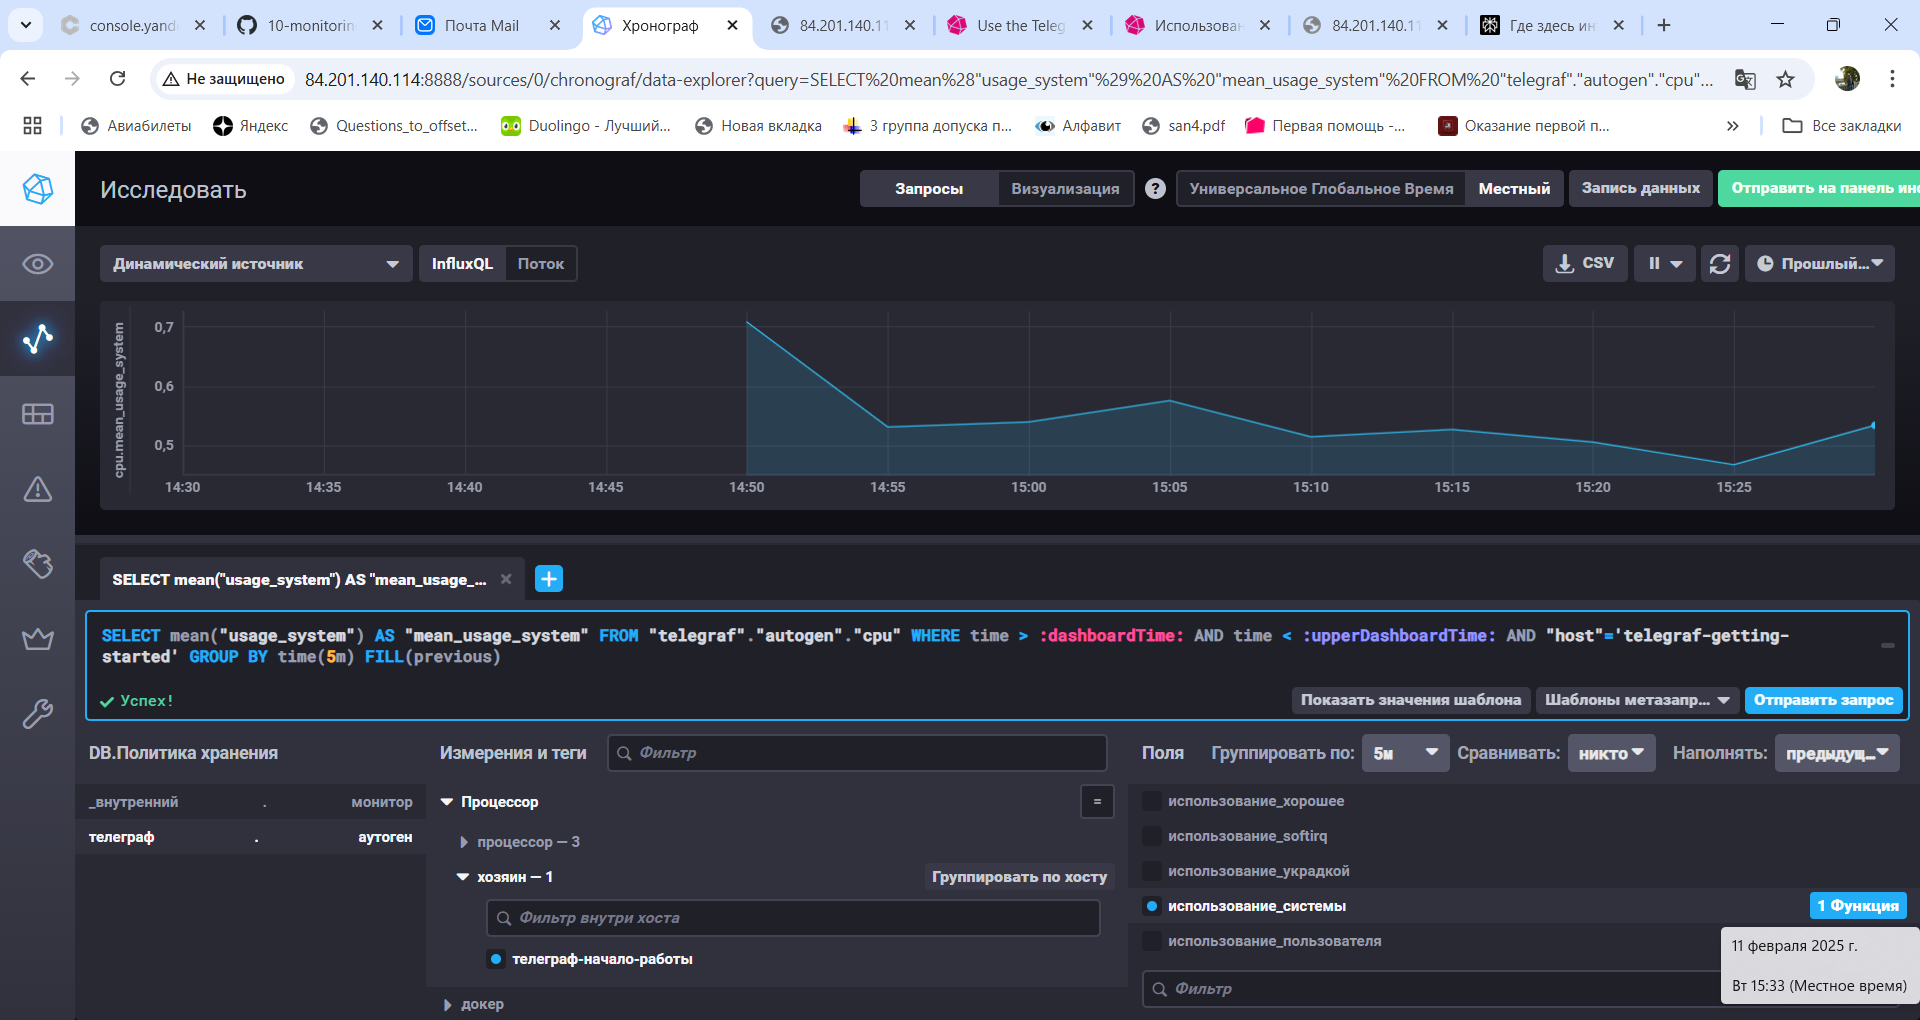 console.yand
10-monitorin
Почта Mail
Хронограф
84.201.140.11
Use the Teleg
Использован
84.201.140.11
Где здесь ин
Не защищено
84.201.140.114:8888/sources/0/chronograf/data-explorer?query=SELECT%20mean%28"usage_system"%29%20AS%20"mean_usage_system"%20FROM%20"telegraf"."autogen"."cpu"...
Авиабилеты
Яндекс
Questions_to_offset...
Duolingo - Лучший...
Новая вкладка
3 группа допуска п...
Алфавит
san4.pdf
Первая помощь -...
Оказание первой п...
»
Все закладки
Исследовать
Запросы
Визуализация
?
Универсальное Глобальное Время
Местный
Запись данных
Отправить на панель инс
Динамический источник
InfluxQL
Поток
CSV
Прошлый...
cpu.mean_usage_system
0,7
0,6
0,5
14:30
14:35
14:40
14:45
14:50
14:55
15:00
15:05
15:10
15:15
15:20
15:25
SELECT mean("usage_system") AS "mean_usage_...
SELECT mean("usage_system") AS "mean_usage_system" FROM "telegraf"."autogen"."cpu" WHERE time > :dashboardTime: AND time < :upperDashboardTime: AND "host"='telegraf-getting-
started' GROUP BY time(5m) FILL(previous)
Успех!
Показать значения шаблона
Шаблоны метазапр...
Отправить запрос
DB.Политика хранения
Измерения и теги
Фильтр
Поля
Группировать по:
5м
Сравнивать:
никто
Наполнять:
предыдущ...
_внутренний . монитор
телеграф . аутоген
Процессор
=
процессор — 3
хозяин — 1
Группировать по хосту
Фильтр внутри хоста
телеграф-начало-работы
докер
использование_хорошее
использование_softirq
использование_украдкой
использование_системы
1 Функция
использование_пользователя
Фильтр
11 февраля 2025 г.
Вт 15:33 (Местное время)